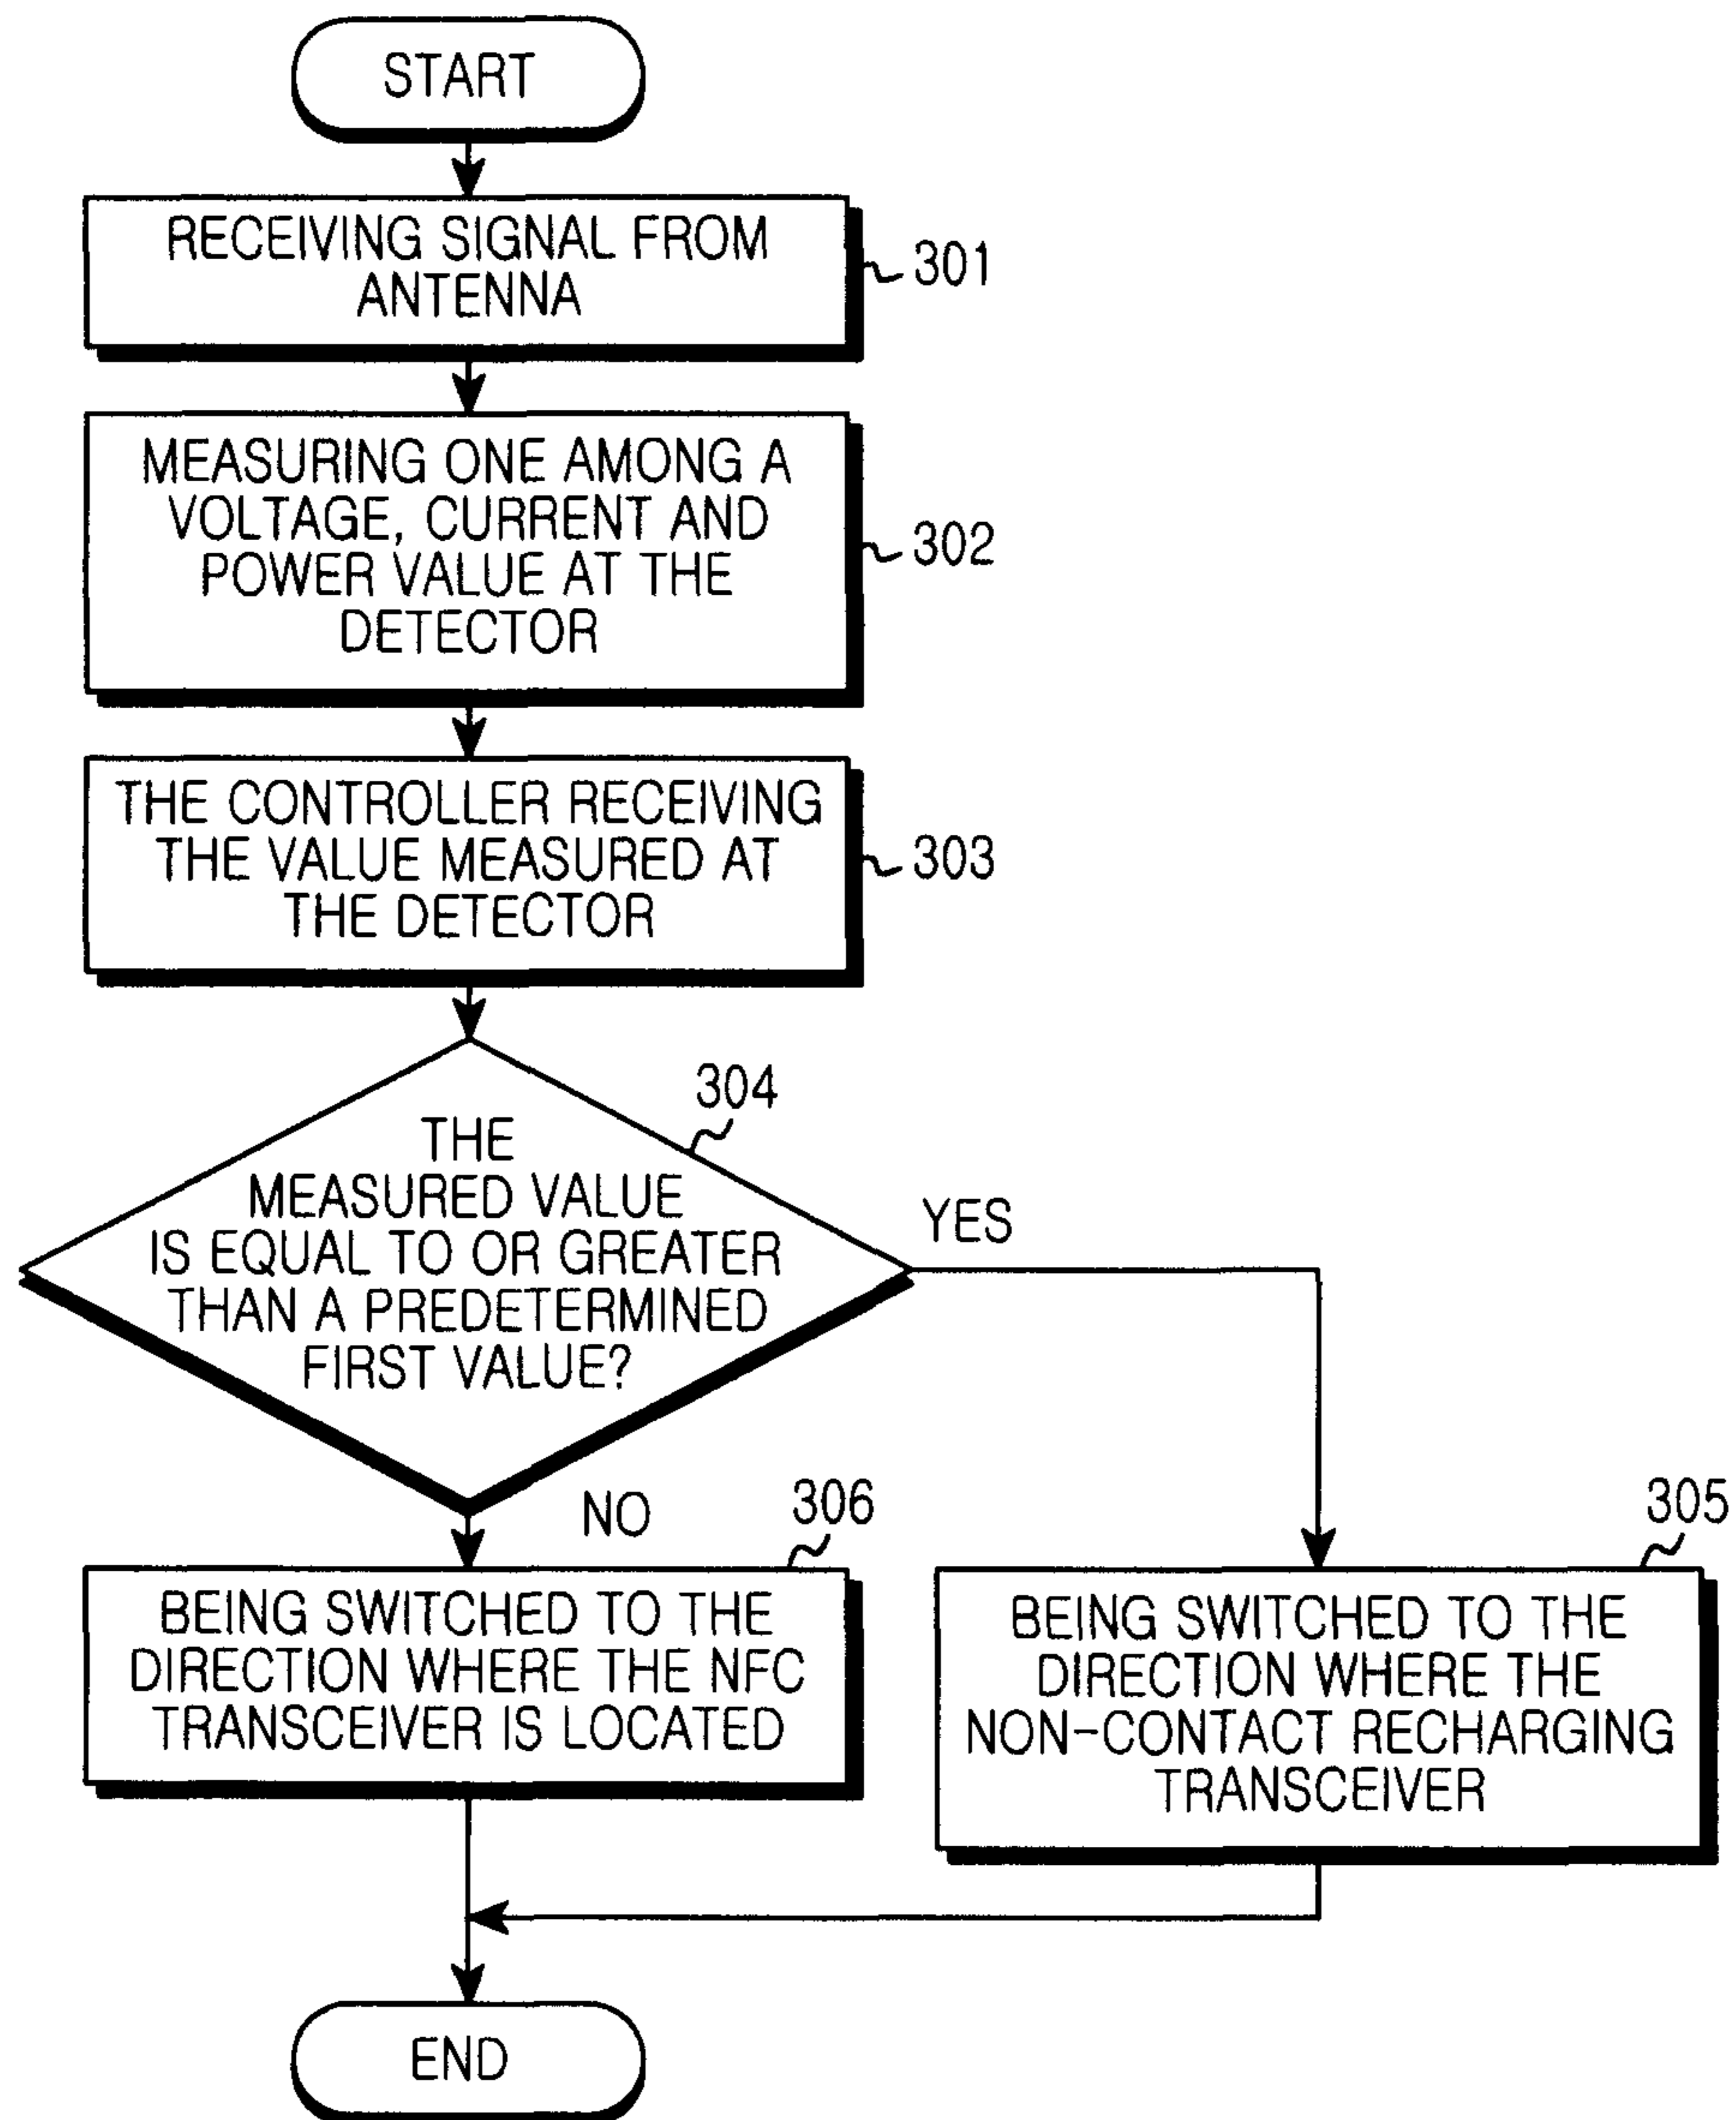 START
RECEIVING SIGNAL FROM
ANTENNA
301
MEASURING ONE AMONG A
VOLTAGE, CURRENT AND
POWER VALUE AT THE
DETECTOR
302
THE CONTROLLER RECEIVING
THE VALUE MEASURED AT
THE DETECTOR
303
304
THE
MEASURED VALUE
IS EQUAL TO OR GREATER
THAN A PREDETERMINED
FIRST VALUE?
YES
NO
306
BEING SWITCHED TO THE
DIRECTION WHERE THE NFC
TRANSCEIVER IS LOCATED
305
BEING SWITCHED TO THE
DIRECTION WHERE THE
NON-CONTACT RECHARGING
TRANSCEIVER
END